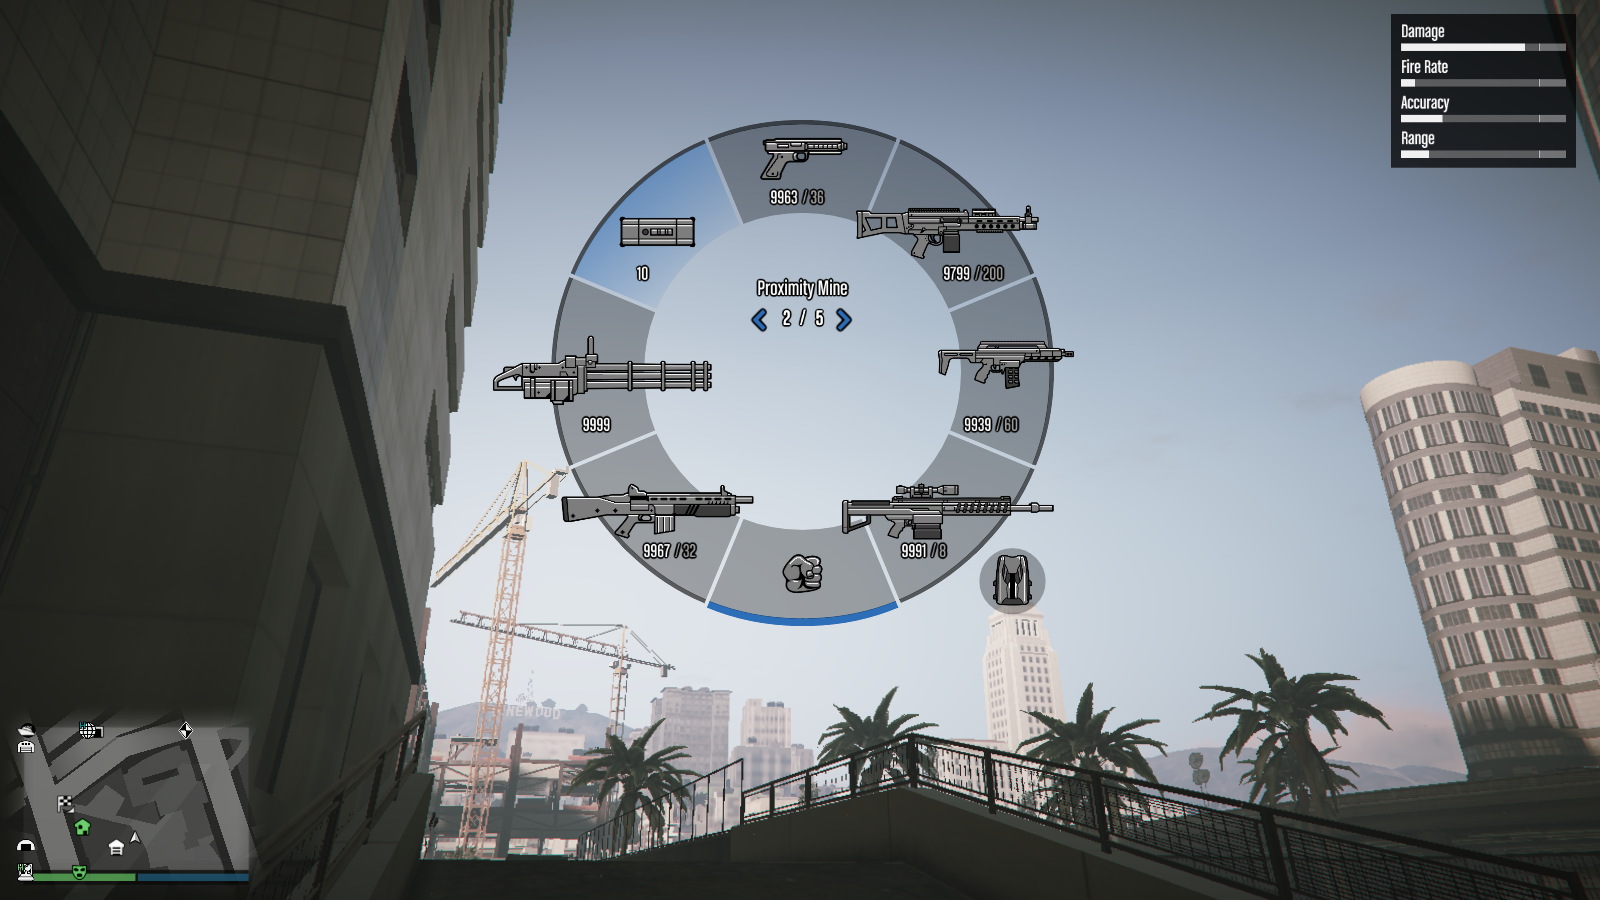 Damage
Fire Rate
Accuracy
Range
9963 / 36
9799 / 200
10
Proximity Mine
2 / 5
9999
9939 / 60
9967 / 32
9991 / 8
NEWOOD